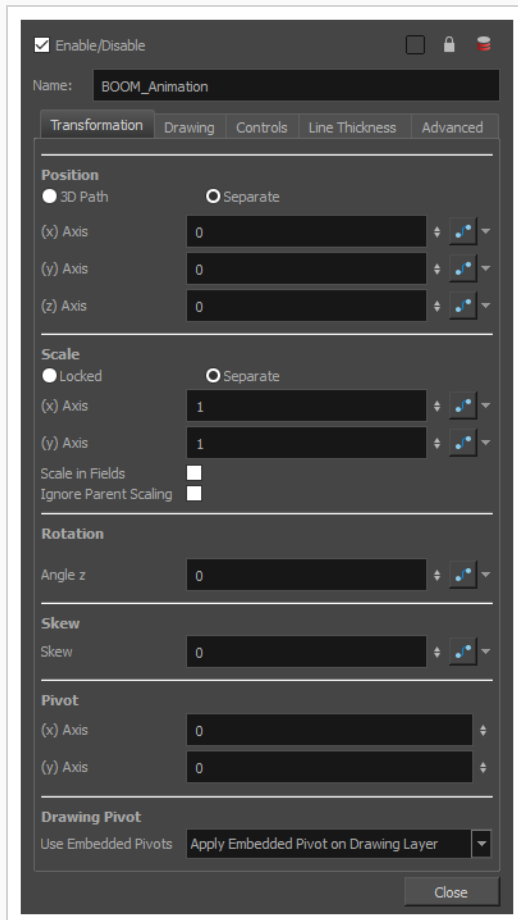 Enable/Disable
Name: BOOM_Animation
Transformation Drawing Controls Line Thickness Advanced
Position
3D Path Separate
(x) Axis 0
(y) Axis 0
(z) Axis 0
Scale
Locked Separate
(x) Axis 1
(y) Axis 1
Scale in Fields
Ignore Parent Scaling
Rotation
Angle z 0
Skew
Skew 0
Pivot
(x) Axis 0
(y) Axis 0
Drawing Pivot
Use Embedded Pivots Apply Embedded Pivot on Drawing Layer
Close